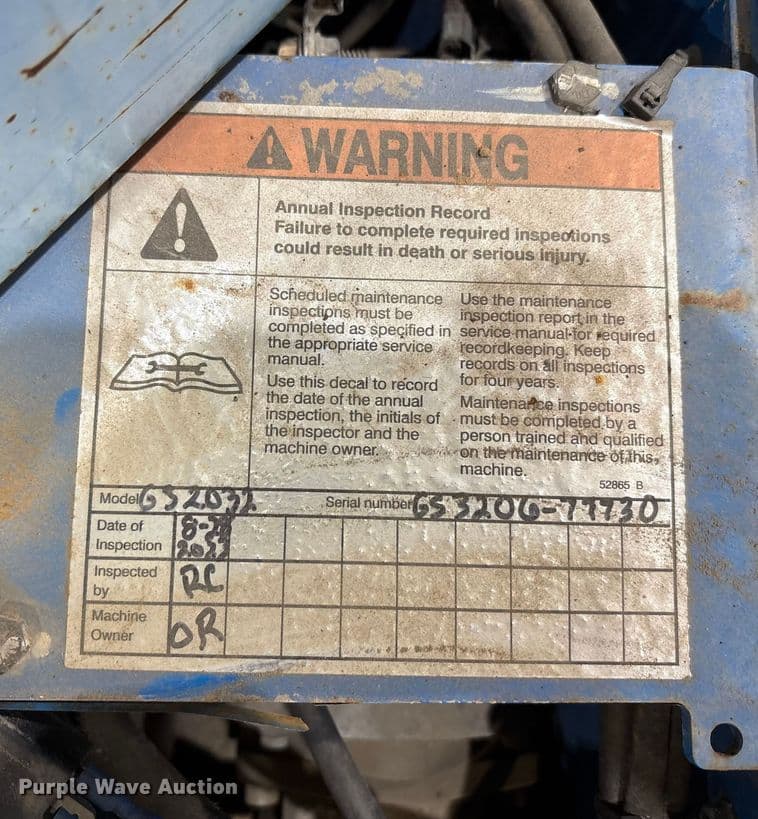 WARNING
Annual Inspection Record
Failure to complete required inspections
could result in death or serious injury.
Scheduled maintenance
inspections must be
completed as specified in
the appropriate service
manual.
Use this decal to record
the date of the annual
inspection, the initials of
the inspector and the
machine owner.
Use the maintenance
inspection report in the
service manual for required
recordkeeping. Keep
records on all inspections
for four years.
Maintenance inspections
must be completed by a
person trained and qualified
on the maintenance of this
machine.
52865 B
Model GS2032 Serial number GS3206-77730
Date of
Inspection
Inspected
by
RC
Machine
Owner
OR
Purple Wave Auction